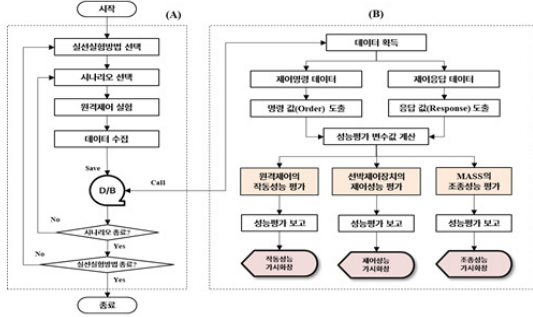 시작
(A)
실선실험방법 선택
시나리오 선택
원격제어 실험
데이터 수집
Save
D/B
Call
No
시나리오 종료?
Yes
No
실선실험방법 종료?
Yes
종료
(B)
데이터 획득
제어명령 데이터
제어응답 데이터
명령 값(Order) 도출
응답 값(Response) 도출
성능평가 변수값 계산
원격제어의
작동성능 평가
선박제어장치의
제어성능 평가
MASS의
조종성능 평가
성능평가 보고
성능평가 보고
성능평가 보고
작동성능
가시화창
제어성능
가시화창
조종성능
가시화창